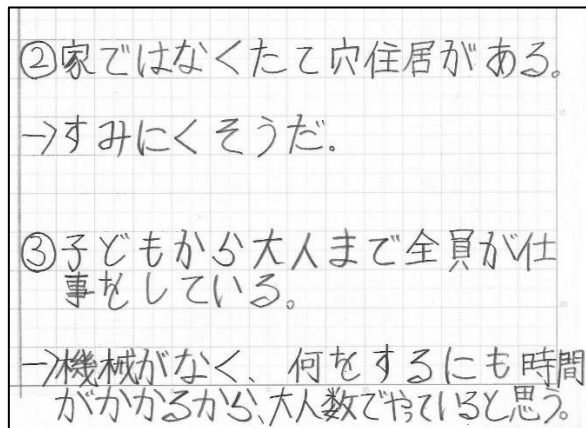 ②家ではなくたて穴住居がある。
→すみにくそうだ。
③子どもから大人まで全員が仕
事をしている。
→機械がなく、何をするにも時間
がかかるから、大人数でやっていると思う。